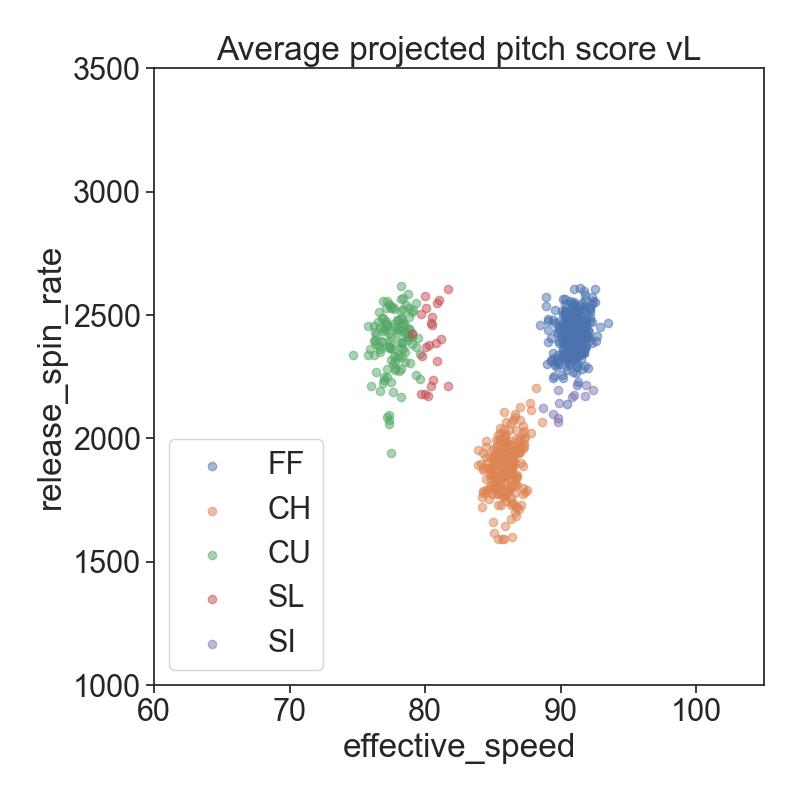 Average projected pitch score vL
3500
3000
2500
2000
1500
1000
release_spin_rate
FF
CH
CU
SL
SI
60 70 80 90 100
effective_speed